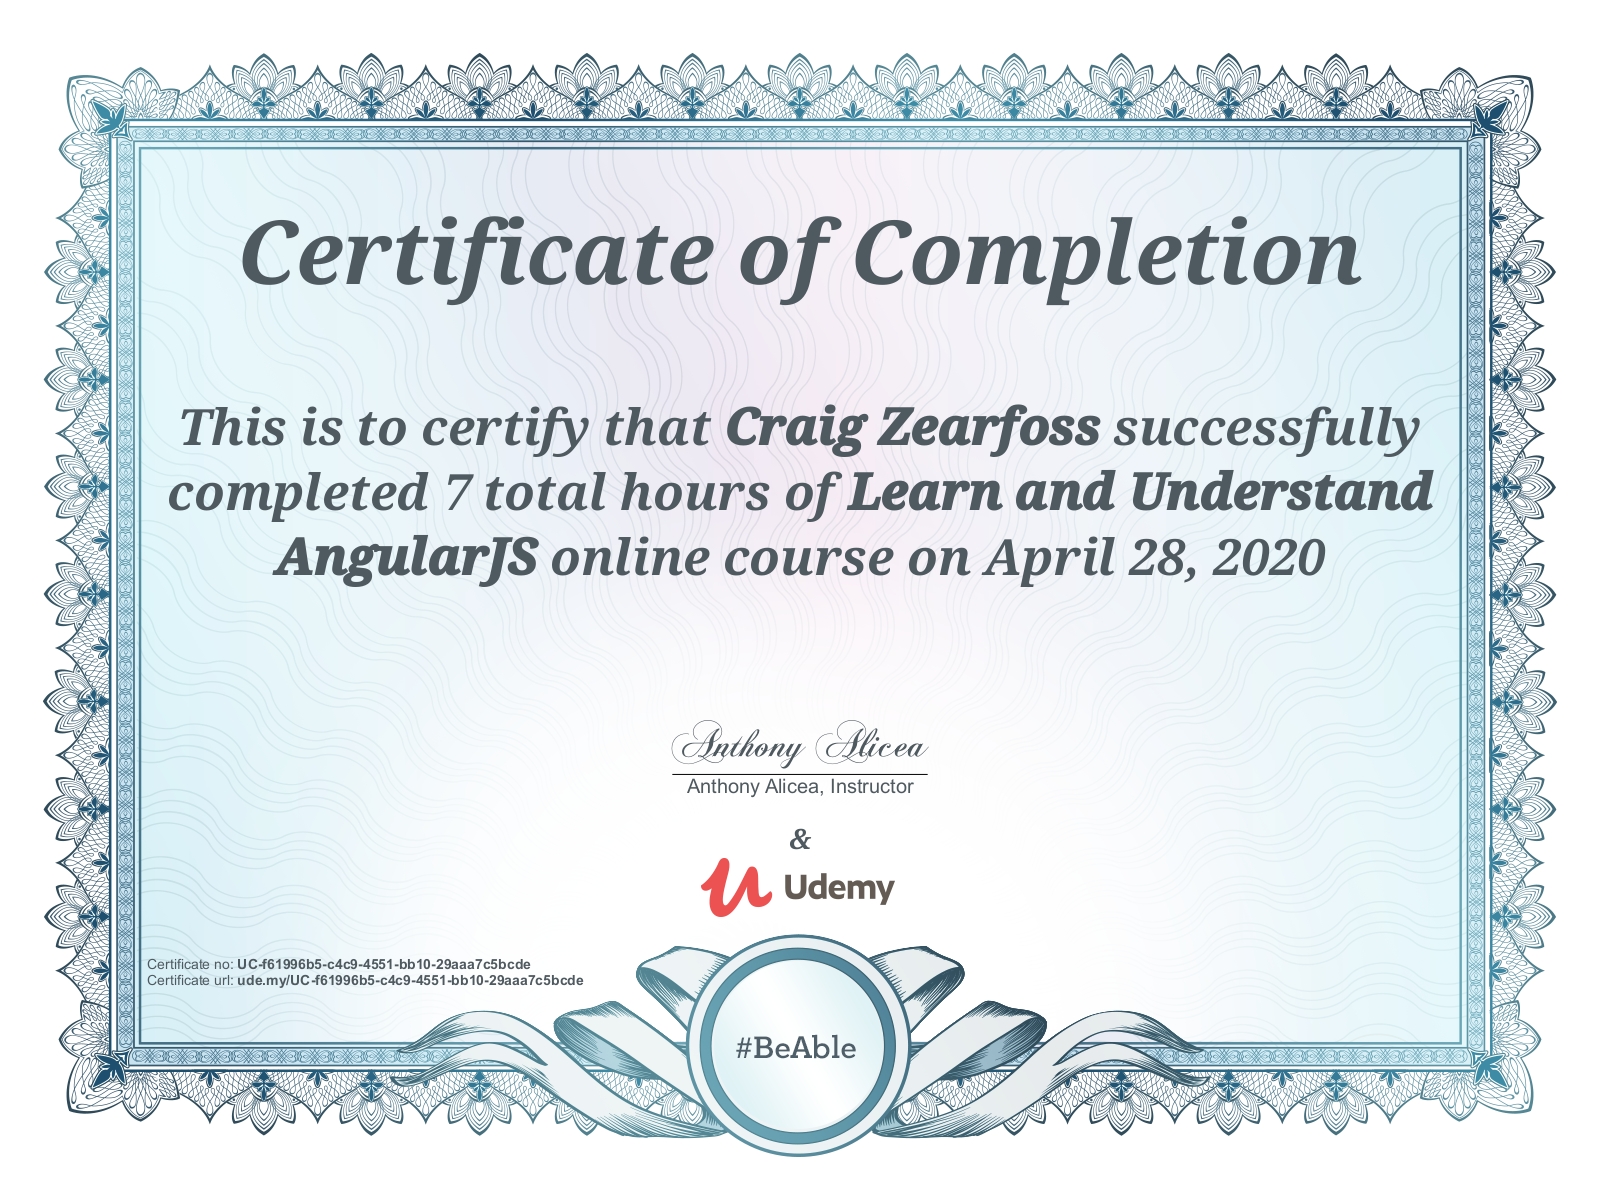 Certificate of Completion
This is to certify that Craig Zearfoss successfully
completed 7 total hours of Learn and Understand
AngularJS online course on April 28, 2020
Anthony Alicea
Anthony Alicea, Instructor
&
Udemy
Certificate no: UC-f61996b5-c4c9-4551-bb10-29aaa7c5bcde
Certificate url: ude.my/UC-f61996b5-c4c9-4551-bb10-29aaa7c5bcde
#BeAble